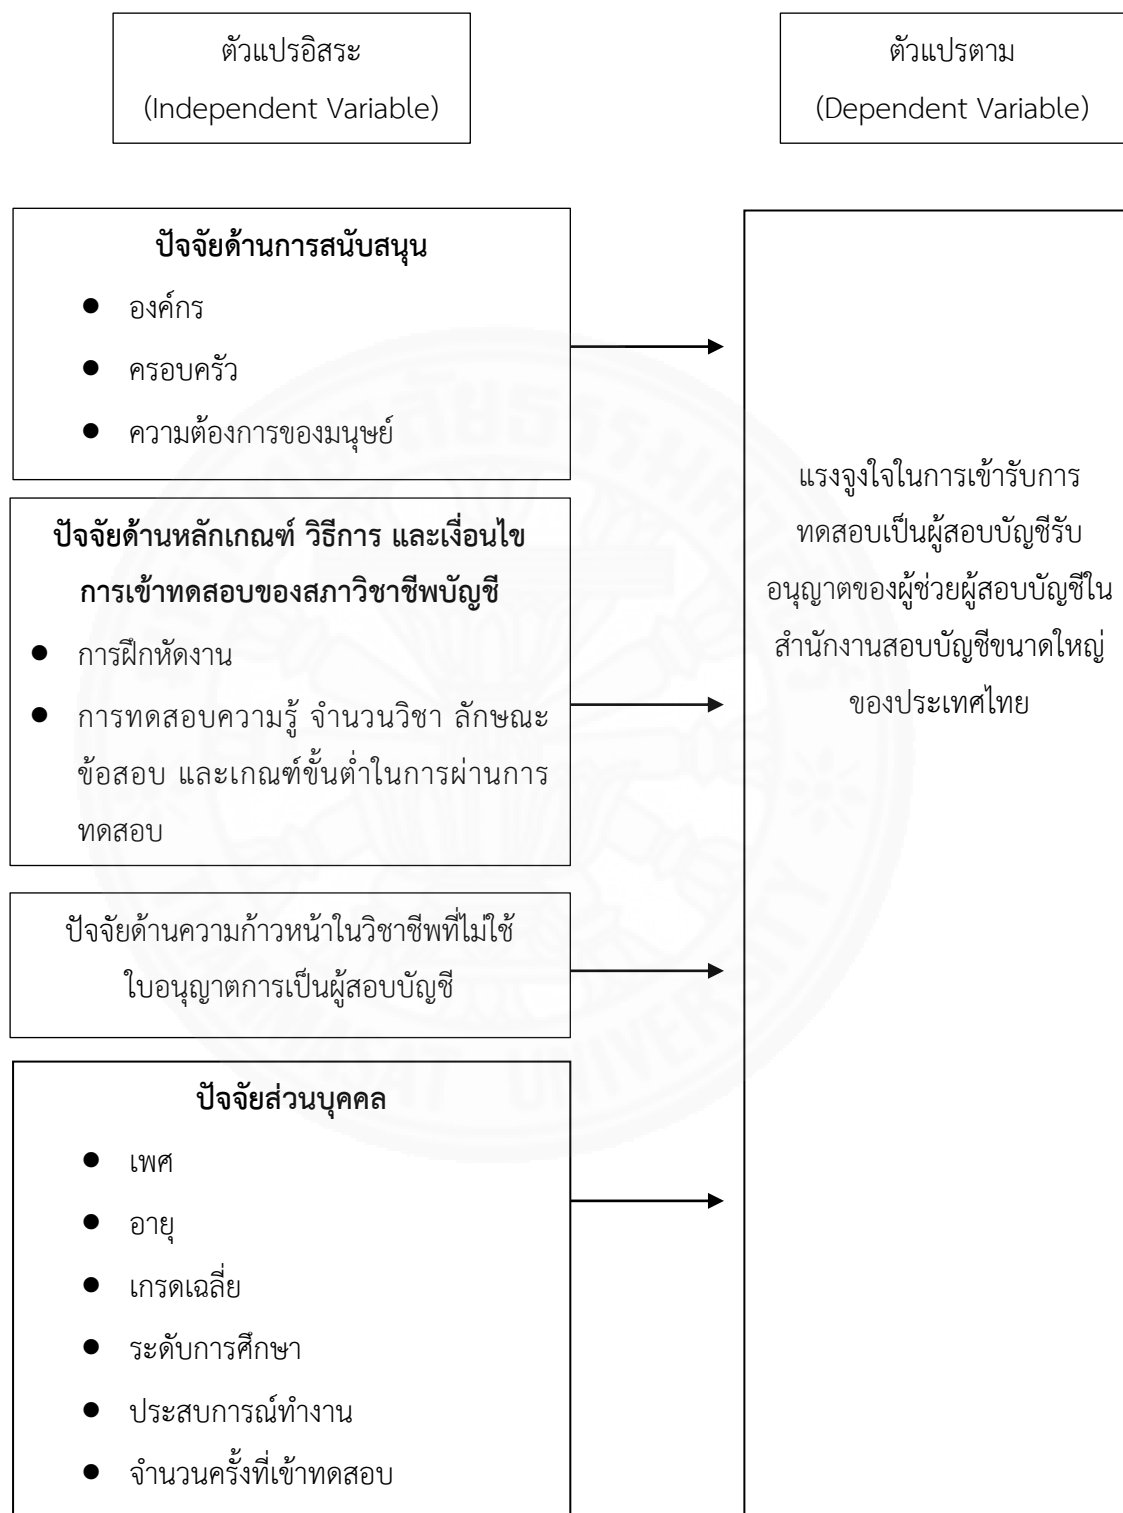 ตัวแปรอิสระ
(Independent Variable)
ตัวแปรตาม
(Dependent Variable)
ปัจจัยด้านการสนับสนุน
● องค์กร
● ครอบครัว
● ความต้องการของมนุษย์
ปัจจัยด้านหลักเกณฑ์ วิธีการ และเงื่อนไข
การเข้าทดสอบของสภาวิชาชีพบัญชี
● การฝึกหัดงาน
● การทดสอบความรู้ จำนวนวิชา ลักษณะ
ข้อสอบ และเกณฑ์ขั้นต่ำในการผ่านการ
ทดสอบ
ปัจจัยด้านความก้าวหน้าในวิชาชีพที่ไม่ใช้
ใบอนุญาตการเป็นผู้สอบบัญชี
ปัจจัยส่วนบุคคล
● เพศ
● อายุ
● เกรดเฉลี่ย
● ระดับการศึกษา
● ประสบการณ์ทำงาน
● จำนวนครั้งที่เข้าทดสอบ
แรงจูงใจในการเข้ารับการ
ทดสอบเป็นผู้สอบบัญชีรับ
อนุญาตของผู้ช่วยผู้สอบบัญชีใน
สำนักงานสอบบัญชีขนาดใหญ่
ของประเทศไทย